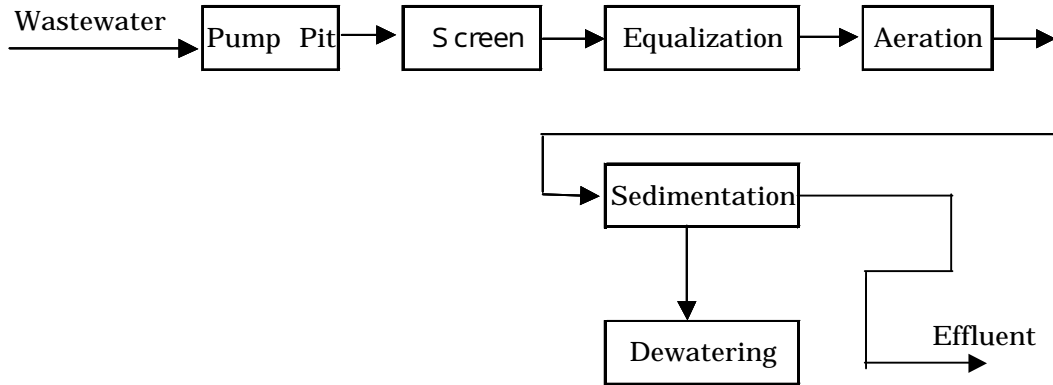 Wastewater
Pump Pit
Screen
Equalization
Aeration
Sedimentation
Dewatering
Effluent